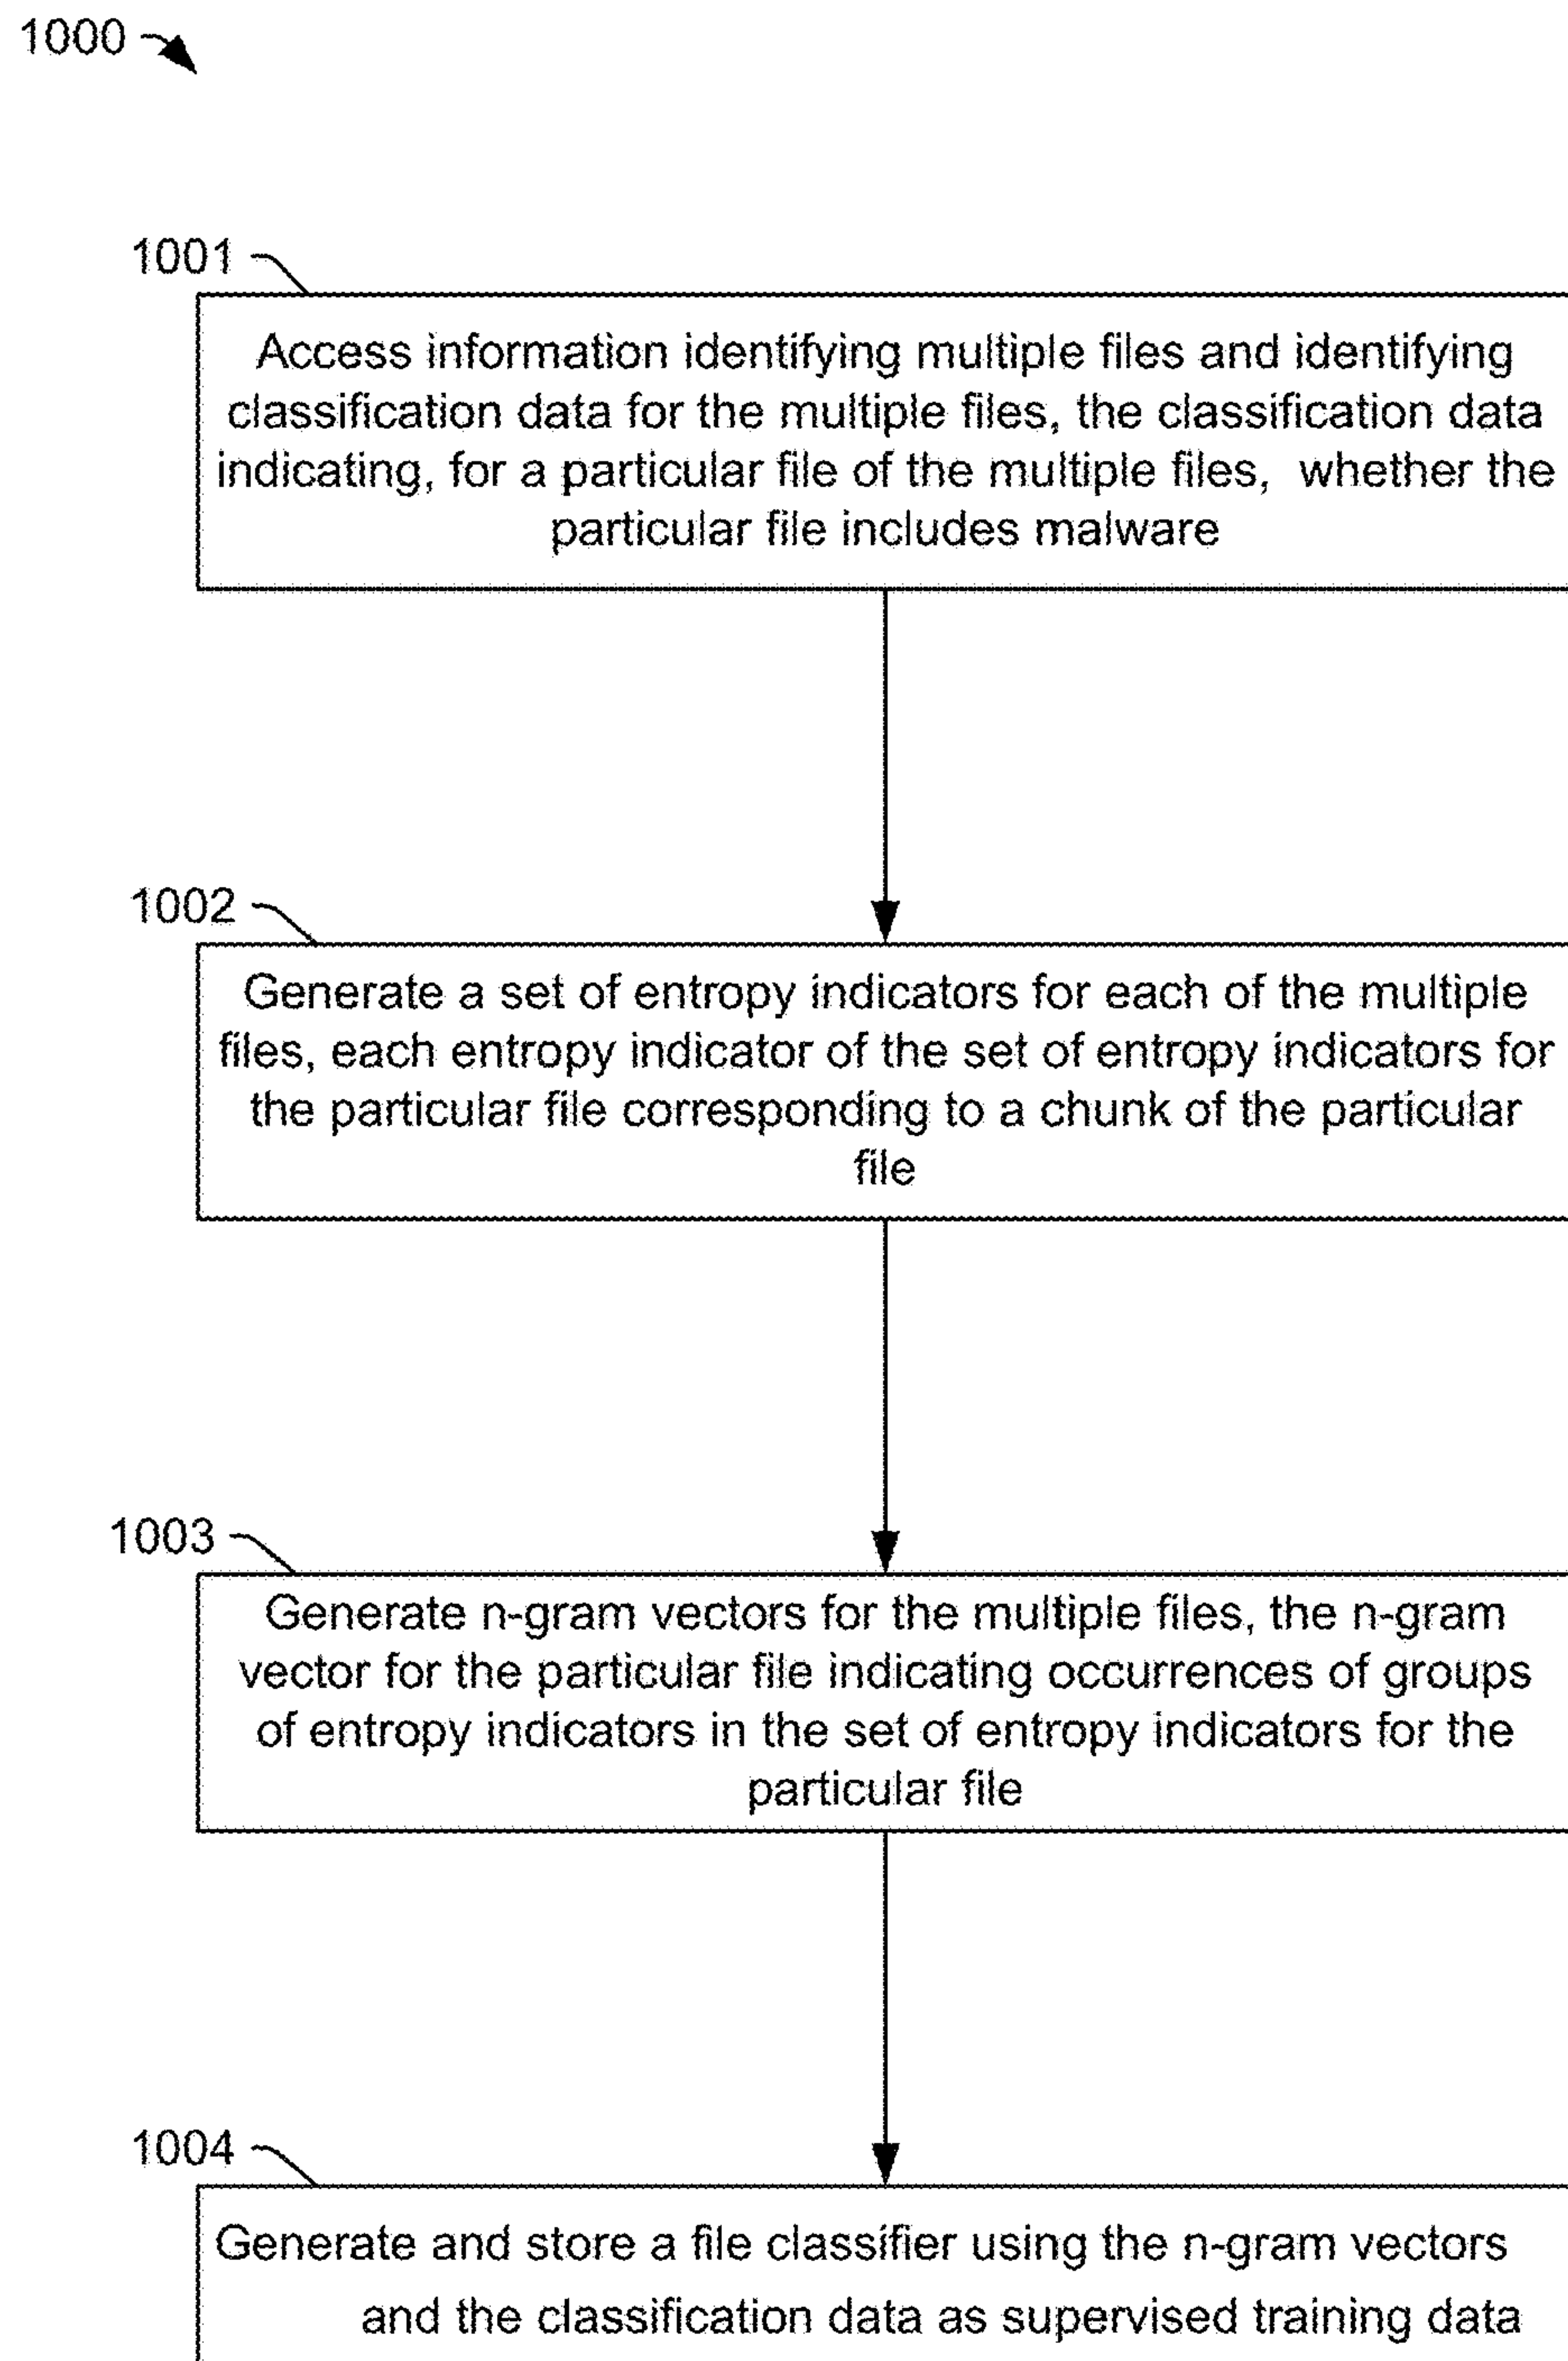 1000
1001
Access information identifying multiple files and identifying
classification data for the multiple files, the classification data
indicating, for a particular file of the multiple files, whether the
particular file includes malware
1002
Generate a set of entropy indicators for each of the multiple
files, each entropy indicator of the set of entropy indicators for
the particular file corresponding to a chunk of the particular
file
1003
Generate n-gram vectors for the multiple files, the n-gram
vector for the particular file indicating occurrences of groups
of entropy indicators in the set of entropy indicators for the
particular file
1004
Generate and store a file classifier using the n-gram vectors
and the classification data as supervised training data